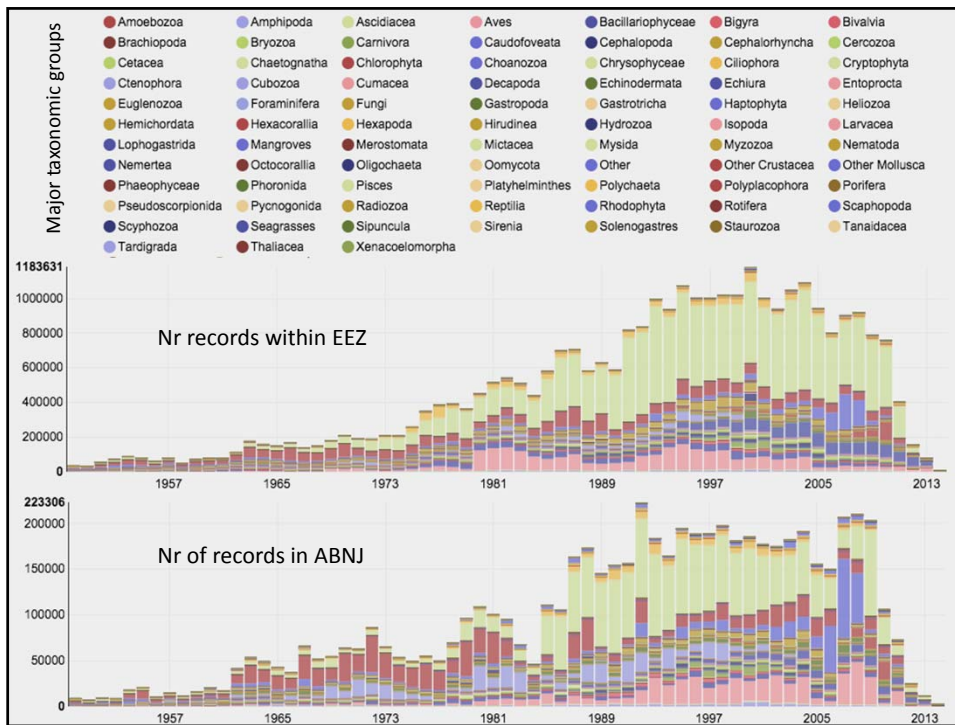 Major taxonomic groups
Amoebozoa Amphipoda Ascidiacea Aves Bacillariophyceae Bigyra Bivalvia
Brachiopoda Bryozoa Carnivora Caudofoveata Cephalopoda Cephalorhyncha Cercozoa
Cetacea Chaetognatha Chlorophyta Choanozoa Chrysophyceae Ciliophora Cryptophyta
Ctenophora Cubozoa Cumacea Decapoda Echinodermata Echiura Entoprocta
Euglenozoa Foraminifera Fungi Gastropoda Gastrotricha Haptophyta Heliozoa
Hemichordata Hexacorallia Hexapoda Hirudinea Hydrozoa Isopoda Larvacea
Lophogastrida Mangroves Merostomata Mictacea Mysida Myzozoa Nematoda
Nemertea Octocorallia Oligochaeta Oomycota Other Other Crustacea Other Mollusca
Phaeophyceae Phoronida Pisces Platyhelminthes Polychaeta Polyplacophora Porifera
Pseudoscorpionida Pycnogonida Radiozoa Reptilia Rhodophyta Rotifera Scaphopoda
Scyphozoa Seagrasses Sipuncula Sirenia Solenogastres Staurozoa Tanaidacea
Tardigrada Thaliacea Xenacoelomorpha
1183631
1000000
Nr records within EEZ
800000
600000
400000
200000
0
1957 1965 1973 1981 1989 1997 2005 2013
223306
200000
Nr of records in ABNJ
150000
100000
50000
0
1957 1965 1973 1981 1989 1997 2005 2013